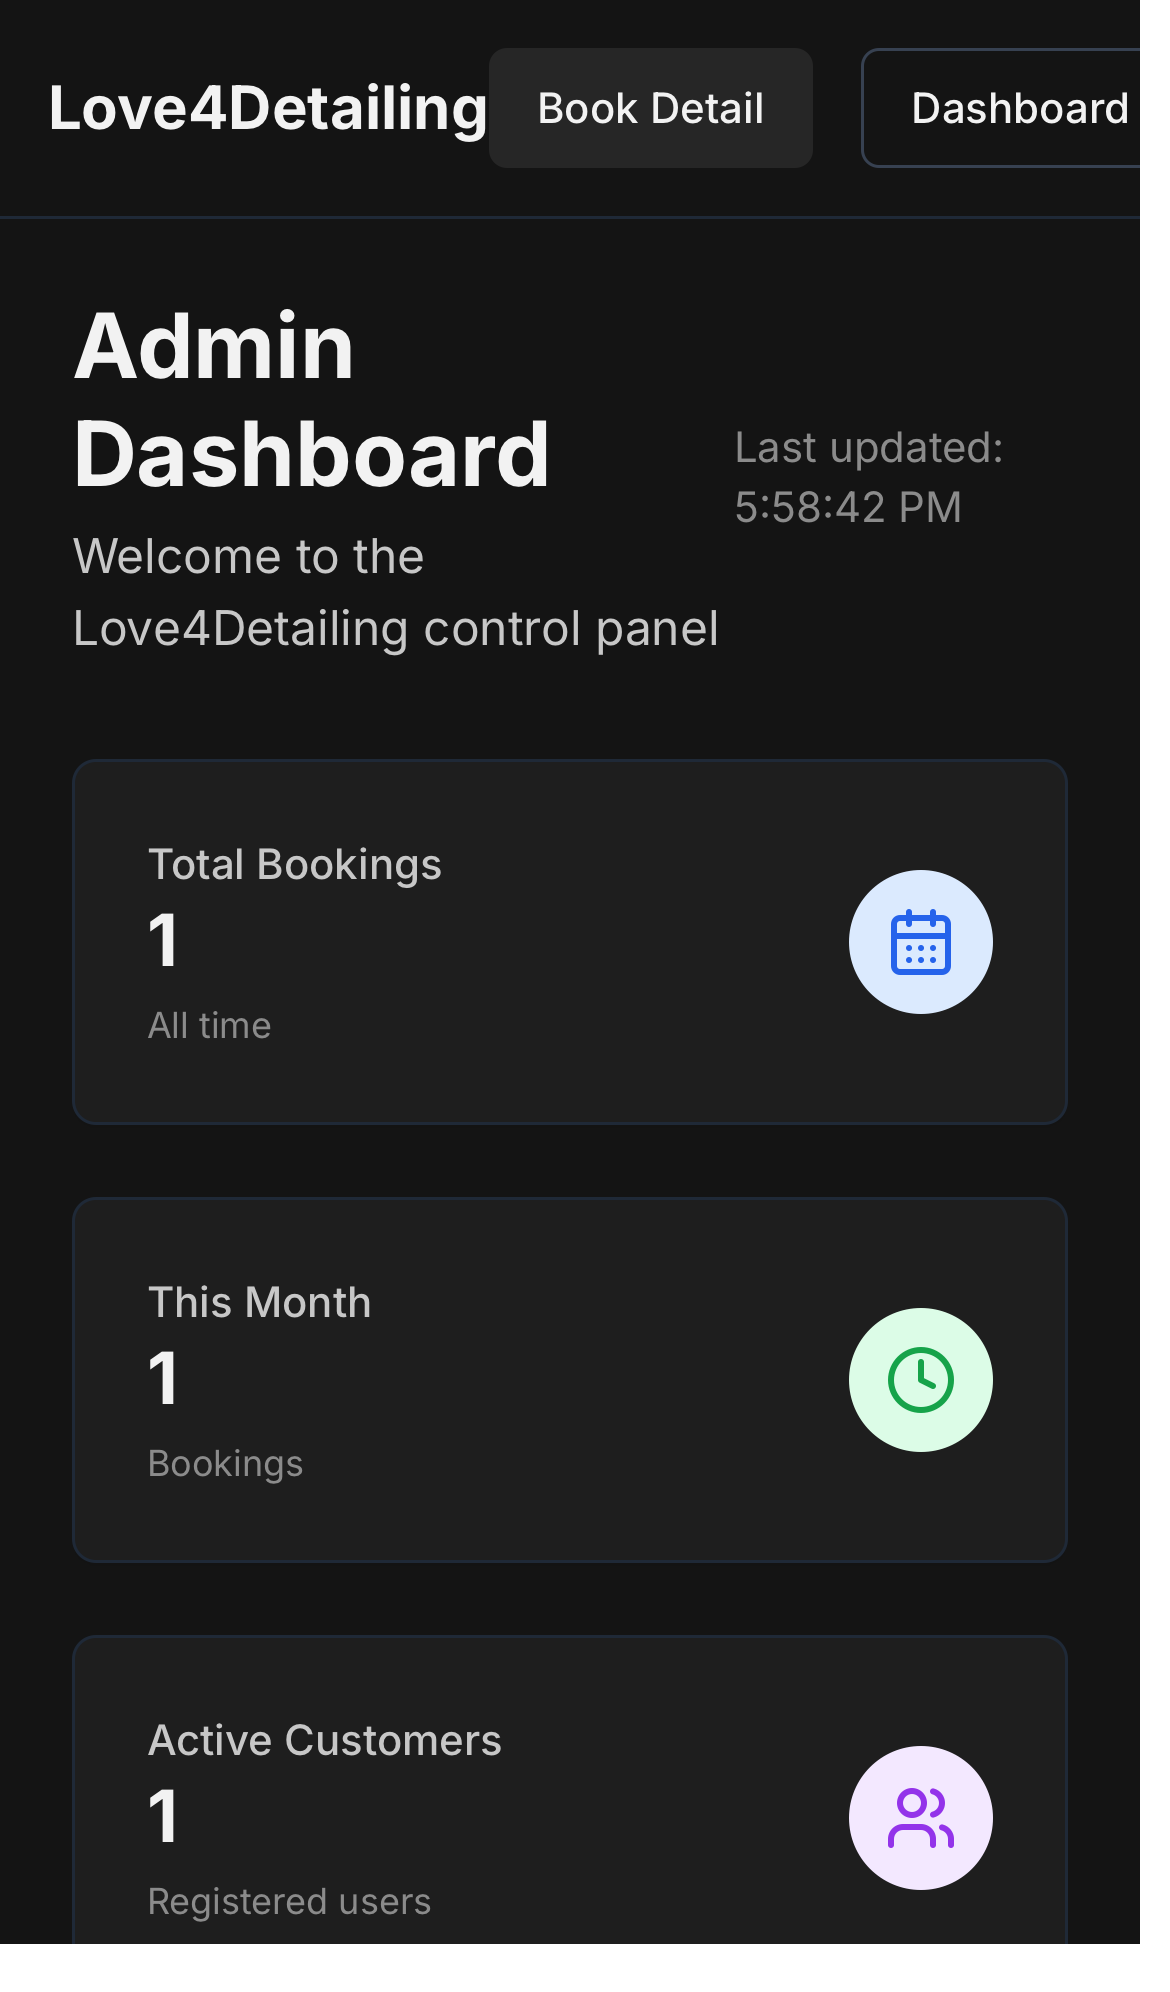 Love4Detailing
Book Detail
Dashboard
Admin
Dashboard
Welcome to the
Love4Detailing control panel
Last updated:
5:58:42 PM
Total Bookings
1
All time
This Month
1
Bookings
Active Customers
1
Registered users